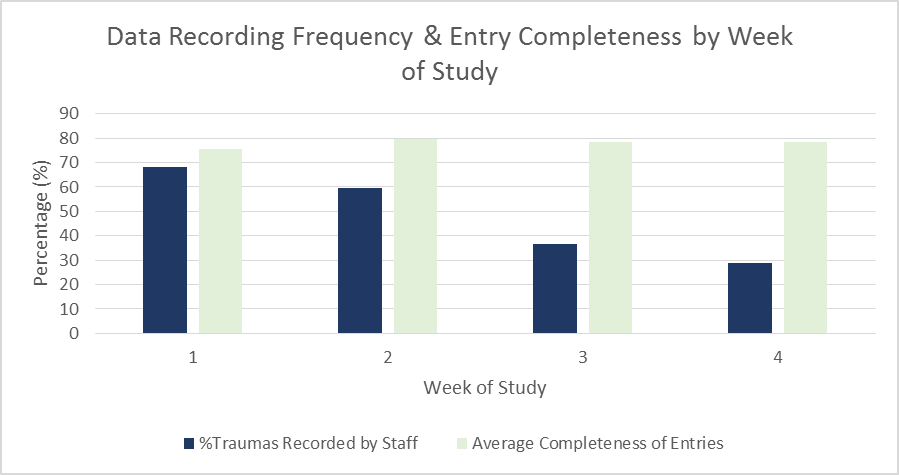 Data Recording Frequency & Entry Completeness by Week
of Study
90
80
70
60
50
40
30
20
10
0
Percentage (%)
1 2 3 4
Week of Study
%Traumas Recorded by Staff Average Completeness of Entries